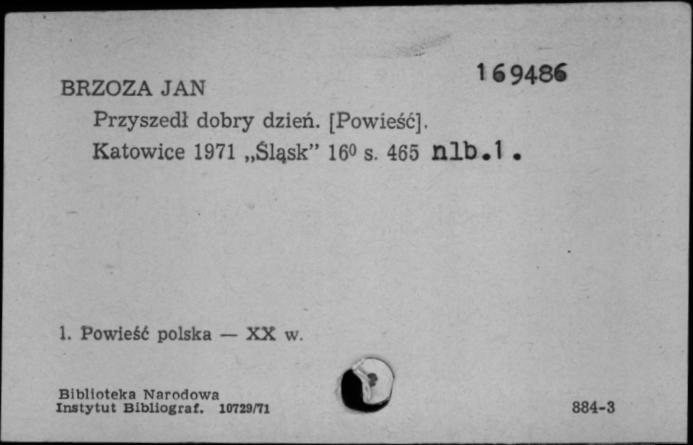 169486
BRZOZA JAN
Przyszedł dobry dzień. [Powieść].
Katowice 1971 „Śląsk” 16⁰ s. 465 nlb.1.
1. Powieść polska — XX w.
Biblioteka Narodowa
Instytut Bibliograf. 10729/71
884-3